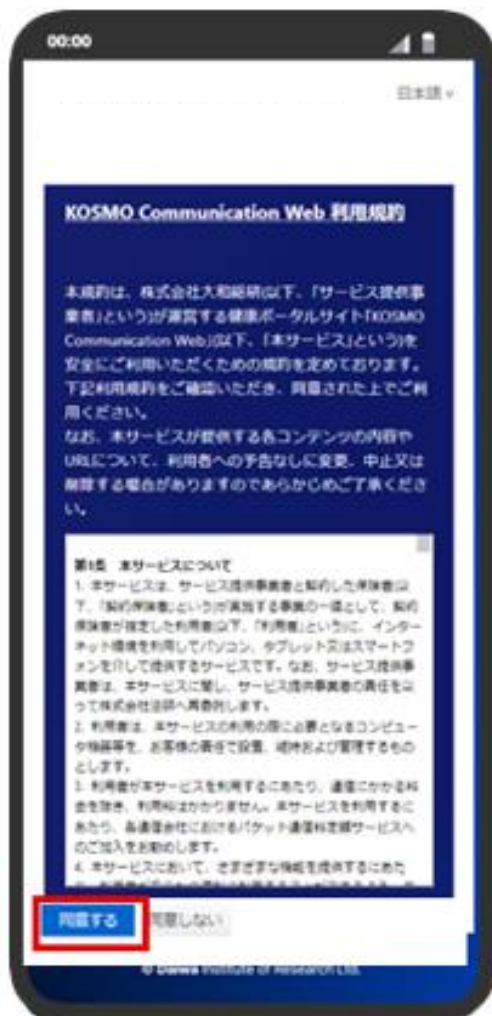 00:00
日本語
KOSMO Communication Web 利用規約
本規約は、株式会社大和総研(以下、「サービス提供事
業者」という)が運営する健康ポータルサイト「KOSMO
Communication Web」(以下、「本サービス」という)を
安全にご利用いただくための規約を定めております。
下記利用規約をご確認いただき、同意された上でご利
用ください。
なお、本サービスが提供する各コンテンツの内容や
URLについて、利用者への予告なしに変更、中止又は
削除する場合がありますのであらかじめご了承くださ
い。
第1条 本サービスについて
1. 本サービスは、サービス提供事業者と契約した保険者(以
下、「契約保険者」という)が実施する事業の一環として、契約
保険者が指定した利用者(以下、「利用者」という)に、インター
ネット環境を利用してパソコン、タブレット又はスマートフ
ォンを介して提供するサービスです。なお、サービス提供事
業者は、本サービスに関し、サービス提供事業者の責任を以
って株式会社法研へ再委託します。
2. 利用者は、本サービスの利用の際に必要となるコンピュー
タ機器等を、お客様の責任で設置、維持および管理するもの
とします。
3. 利用者が本サービスを利用するにあたり、通信にかかる料
金を除き、利用料はかかりません。本サービスを利用するに
あたり、各通信会社におけるパケット通信料定額サービスへ
のご加入をお勧めします。
4. 本サービスにおいて、さまざまな機能を提供するにあた
同意する 同意しない
© Daiwa Institute of Research Ltd.